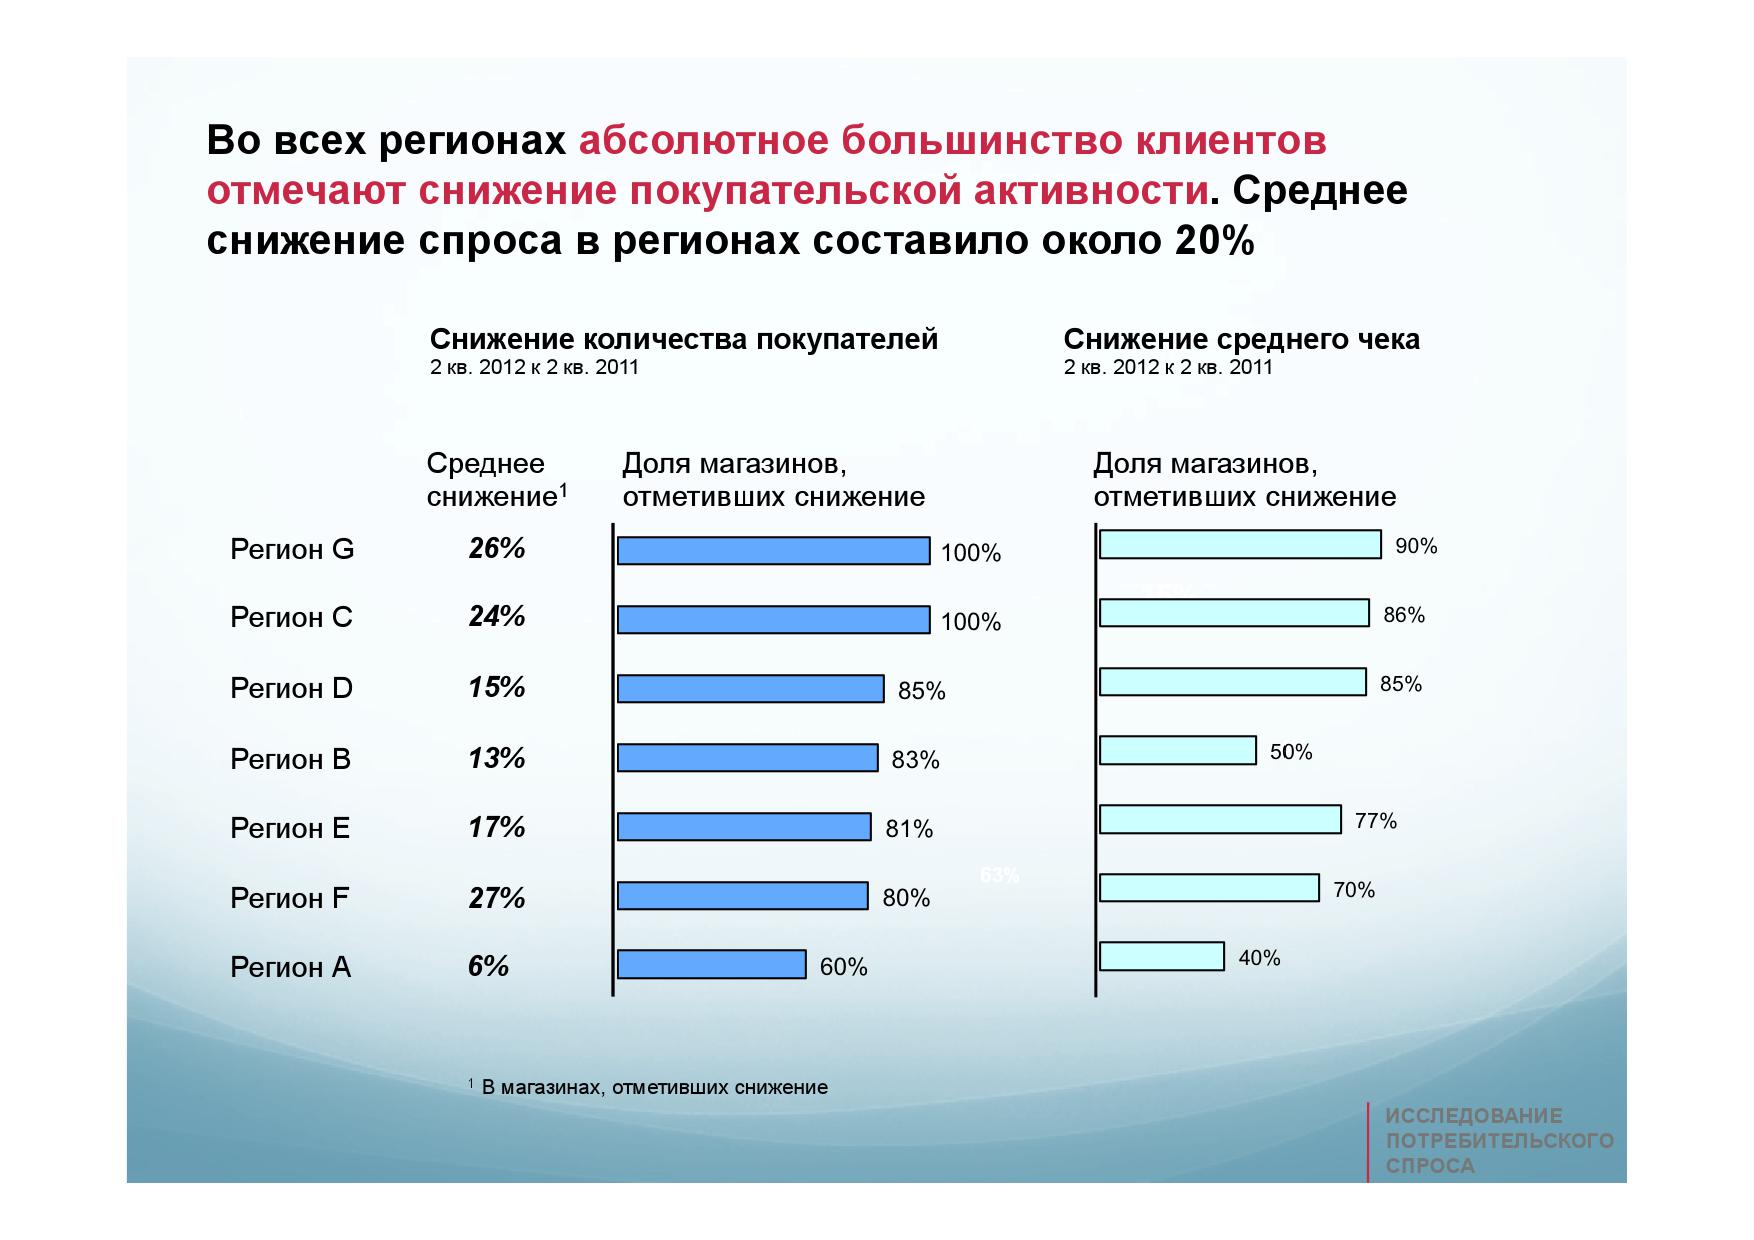 Во всех регионах абсолютное большинство клиентов
отмечают снижение покупательской активности. Среднее
снижение спроса в регионах составило около 20%
Снижение количества покупателей
2 кв. 2012 к 2 кв. 2011
Снижение среднего чека
2 кв. 2012 к 2 кв. 2011
Среднее
снижение¹
Доля магазинов,
отметивших снижение
Доля магазинов,
отметивших снижение
Регион G 26% 100% 90%
Регион C 24% 100% 86%
Регион D 15% 85% 85%
Регион B 13% 83% 50%
Регион E 17% 81% 77%
63%
Регион F 27% 80% 70%
Регион A 6% 60% 40%
¹ В магазинах, отметивших снижение
ИССЛЕДОВАНИЕ
ПОТРЕБИТЕЛЬСКОГО
СПРОСА